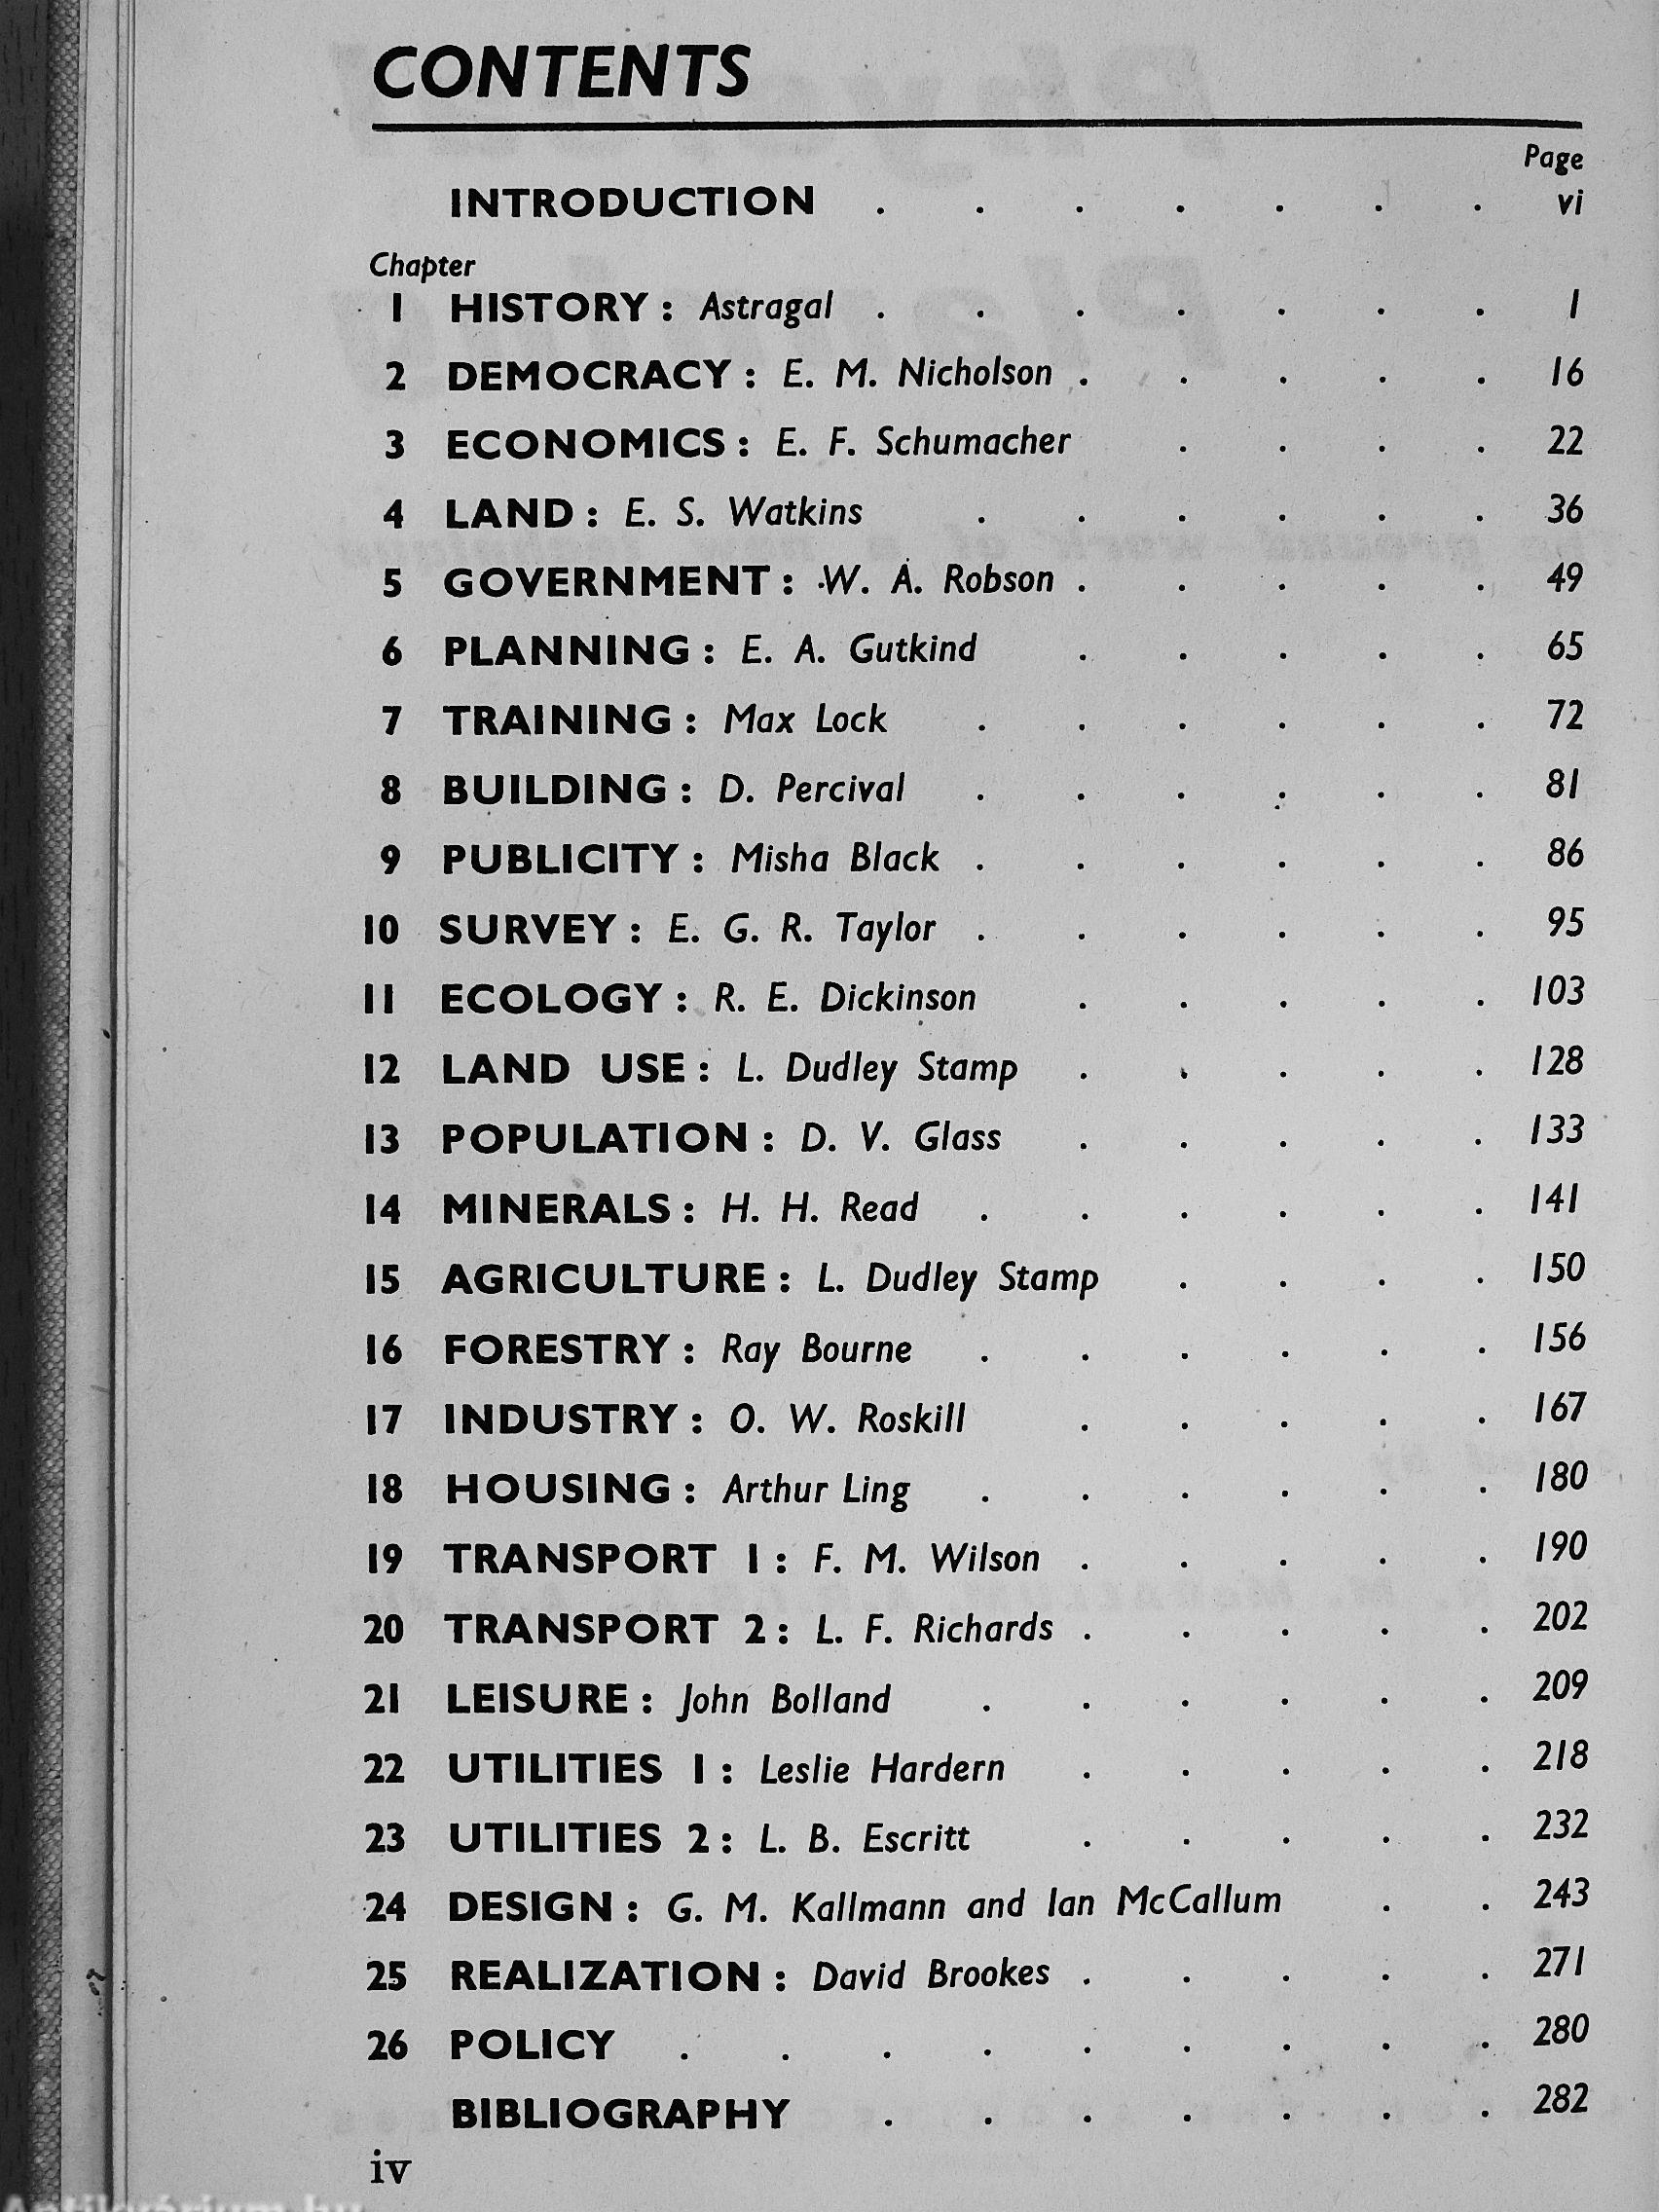 CONTENTS
Page
INTRODUCTION . . . . . . . vi
Chapter
1 HISTORY : Astragal . . . . . . . 1
2 DEMOCRACY : E. M. Nicholson . . . . . 16
3 ECONOMICS : E. F. Schumacher . . . . 22
4 LAND : E. S. Watkins . . . . . . 36
5 GOVERNMENT : W. A. Robson . . . . . 49
6 PLANNING : E. A. Gutkind . . . . . 65
7 TRAINING : Max Lock . . . . . . 72
8 BUILDING : D. Percival . . . . . . 81
9 PUBLICITY : Misha Black . . . . . . 86
10 SURVEY : E. G. R. Taylor . . . . . . 95
11 ECOLOGY : R. E. Dickinson . . . . . 103
12 LAND USE : L. Dudley Stamp . . . . . 128
13 POPULATION : D. V. Glass . . . . . 133
14 MINERALS : H. H. Read . . . . . . 141
15 AGRICULTURE : L. Dudley Stamp . . . . 150
16 FORESTRY : Ray Bourne . . . . . . 156
17 INDUSTRY : O. W. Roskill . . . . . 167
18 HOUSING : Arthur Ling . . . . . . 180
19 TRANSPORT 1 : F. M. Wilson . . . . . 190
20 TRANSPORT 2 : L. F. Richards . . . . . 202
21 LEISURE : John Bolland . . . . . . 209
22 UTILITIES 1 : Leslie Hardern . . . . . 218
23 UTILITIES 2 : L. B. Escritt . . . . . 232
24 DESIGN : G. M. Kallmann and Ian McCallum . . 243
25 REALIZATION : David Brookes . . . . . 271
26 POLICY . . . . . . . . . 280
BIBLIOGRAPHY . . . . . . . 282
iv